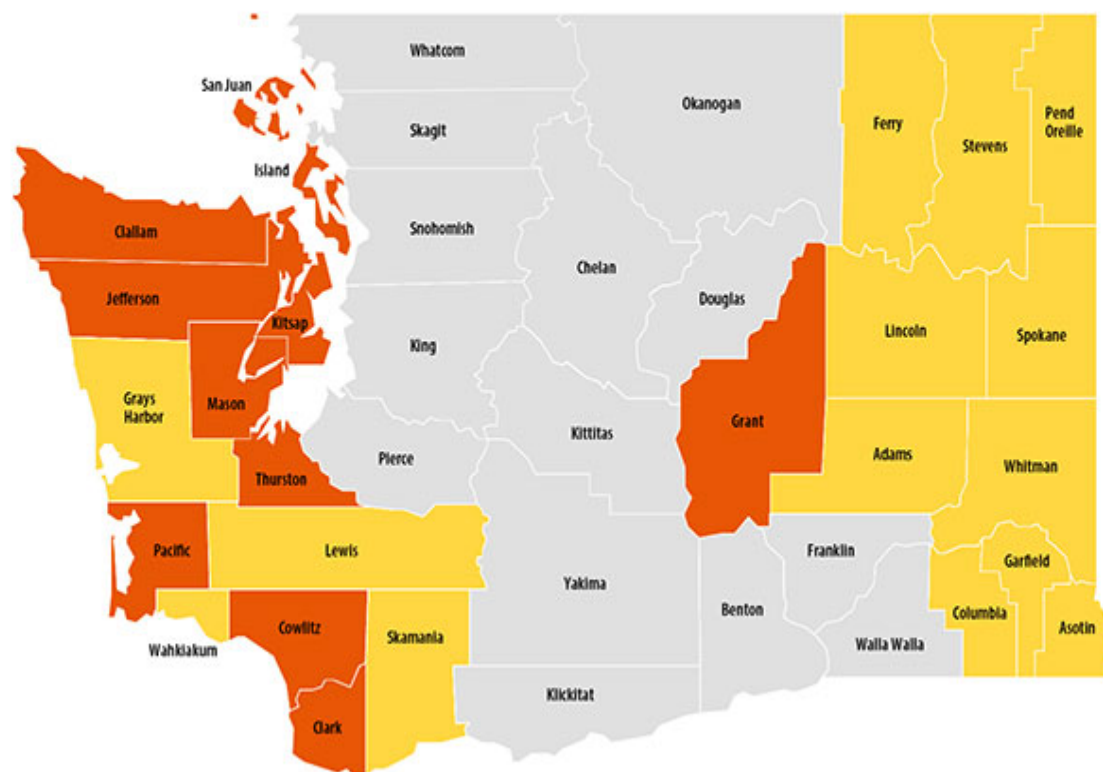 Whatcom
San Juan
Okanogan
Skagit
Ferry
Pend
Oreille
Stevens
Island
Snohomish
Clallam
Chelan
Jefferson
Douglas
Kitsap
Lincoln
Spokane
King
Grays
Harbor
Mason
Grant
Kittitas
Adams
Pierce
Whitman
Thurston
Pacific
Lewis
Franklin
Garfield
Yakima
Benton
Columbia
Asotin
Cowlitz
Skamania
Wahkiakum
Walla Walla
Klickitat
Clark